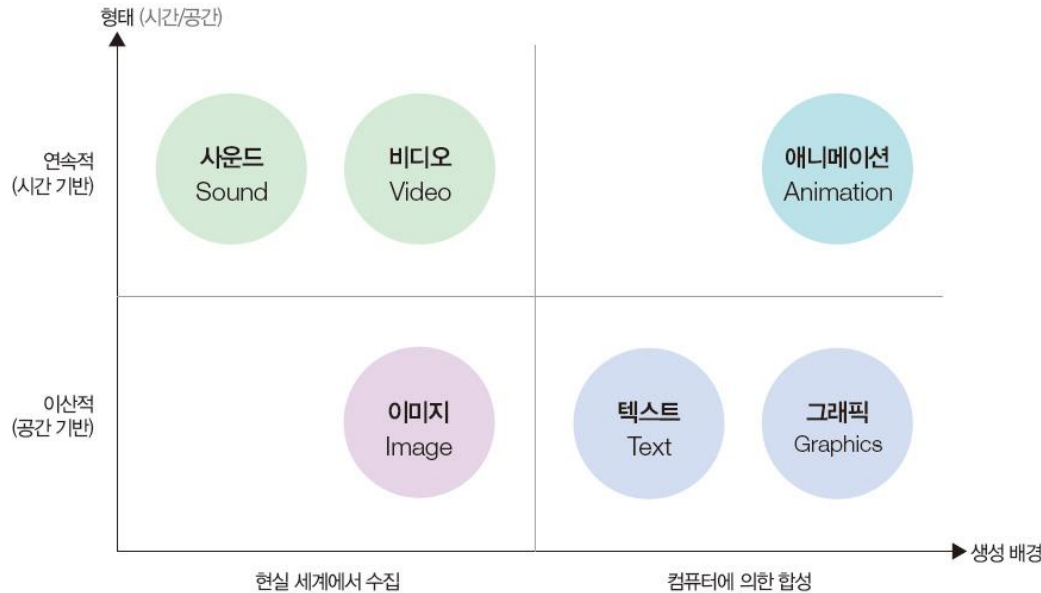 형태 (시간/공간)
연속적
(시간 기반)
사운드
Sound
비디오
Video
애니메이션
Animation
이산적
(공간 기반)
이미지
Image
텍스트
Text
그래픽
Graphics
생성 배경
현실 세계에서 수집
컴퓨터에 의한 합성